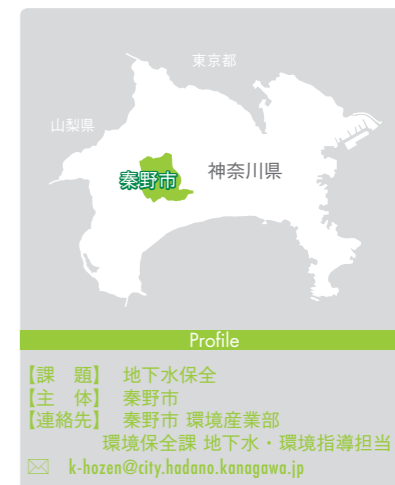 東京都
山梨県
秦野市
神奈川県
Profile
【課　題】　地下水保全
【主　体】　秦野市
【連絡先】　秦野市 環境産業部
環境保全課 地下水・環境指導担当
✉ k-hozen@city.hadano.kanagawa.jp